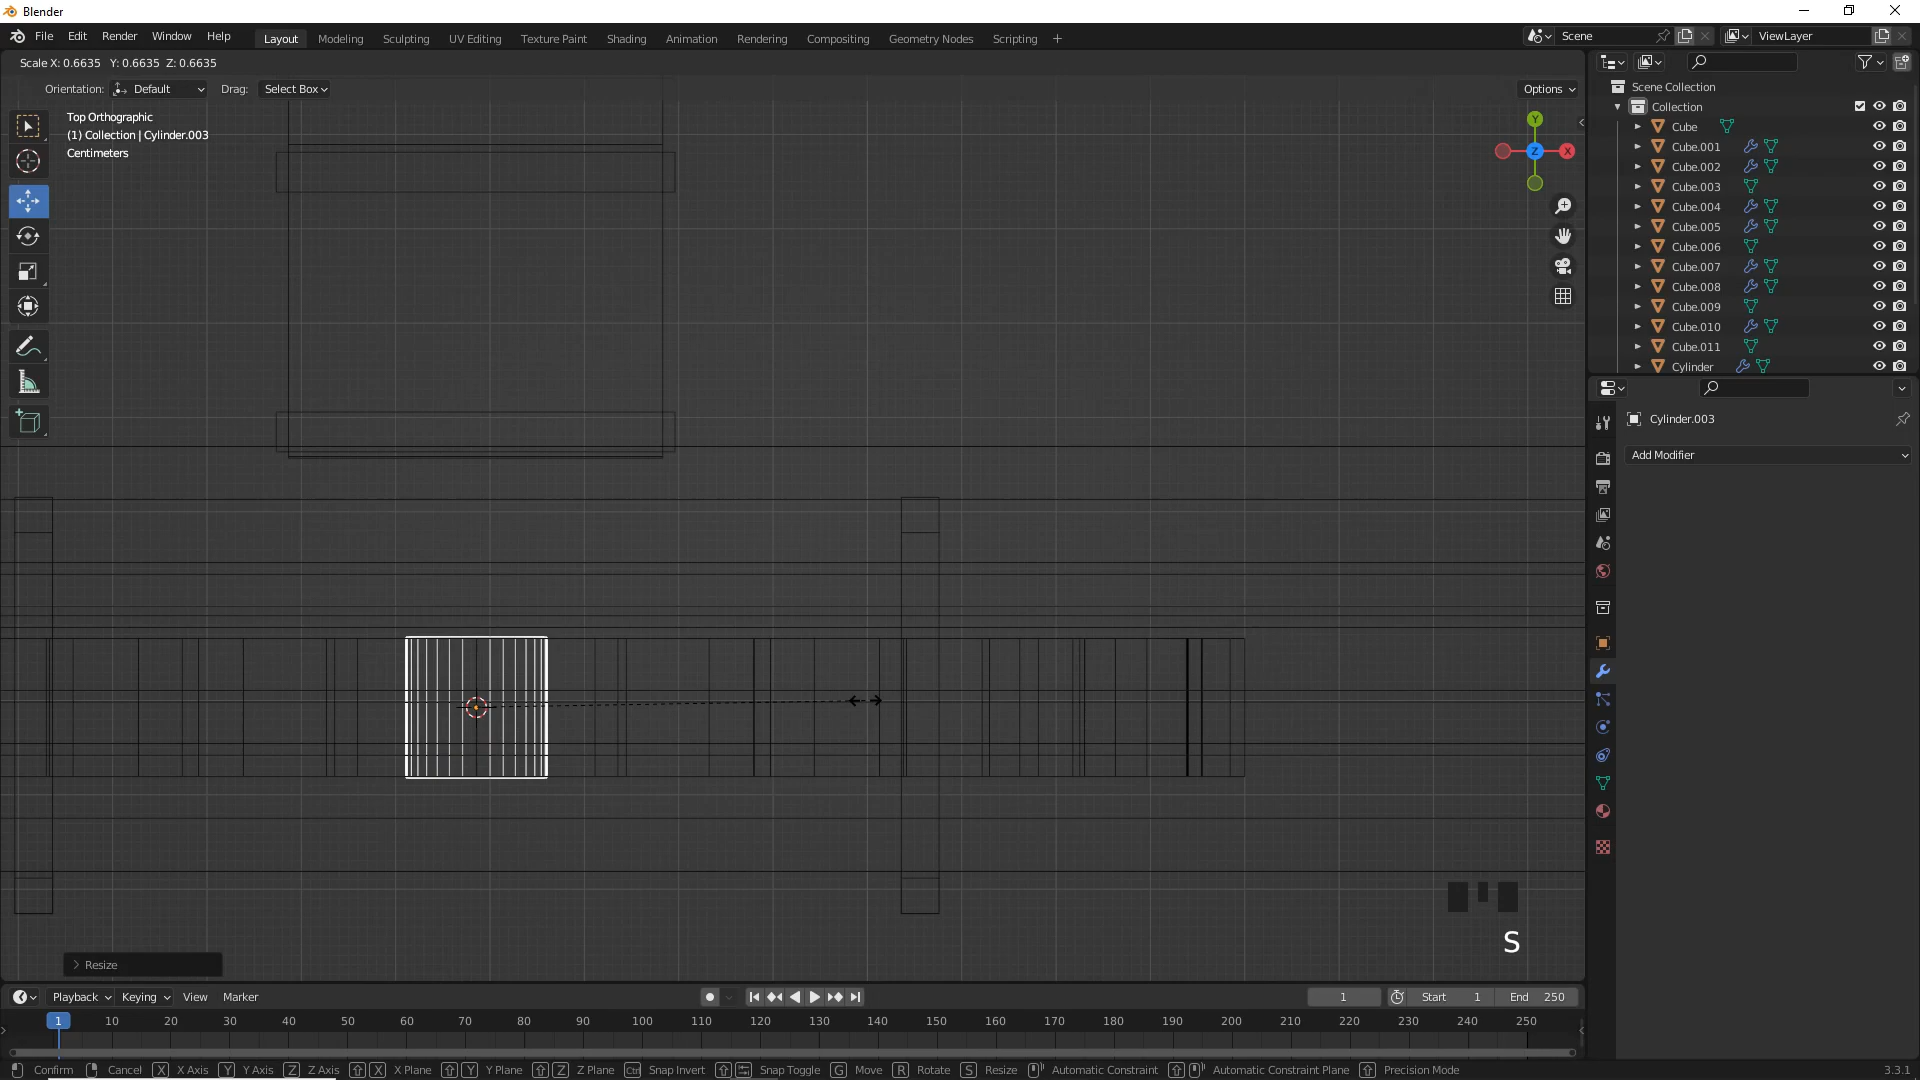 Blender
File Edit Render Window Help Layout Modeling Sculpting UV Editing Texture Paint Shading Animation Rendering Compositing Geometry Nodes Scripting + Scene ViewLayer
Scale X: 0.6635 Y: 0.6635 Z: 0.6635
Orientation: Default Drag: Select Box Options
Top Orthographic
(1) Collection | Cylinder.003
Centimeters
Y
X
Z
Scene Collection
Collection
Cube
Cube.001
Cube.002
Cube.003
Cube.004
Cube.005
Cube.006
Cube.007
Cube.008
Cube.009
Cube.010
Cube.011
Cylinder
Cylinder.003
Add Modifier
S
Resize
Playback Keying View Marker 1 Start 1 End 250
1 10 20 30 40 50 60 70 80 90 100 110 120 130 140 150 160 170 180 190 200 210 220 230 240 250
Confirm Cancel X X Axis Y Y Axis Z Z Axis X X Plane Y Y Plane Z Z Plane Ctrl Snap Invert Snap Toggle G Move R Rotate S Resize Automatic Constraint Automatic Constraint Plane Precision Mode 3.3.1